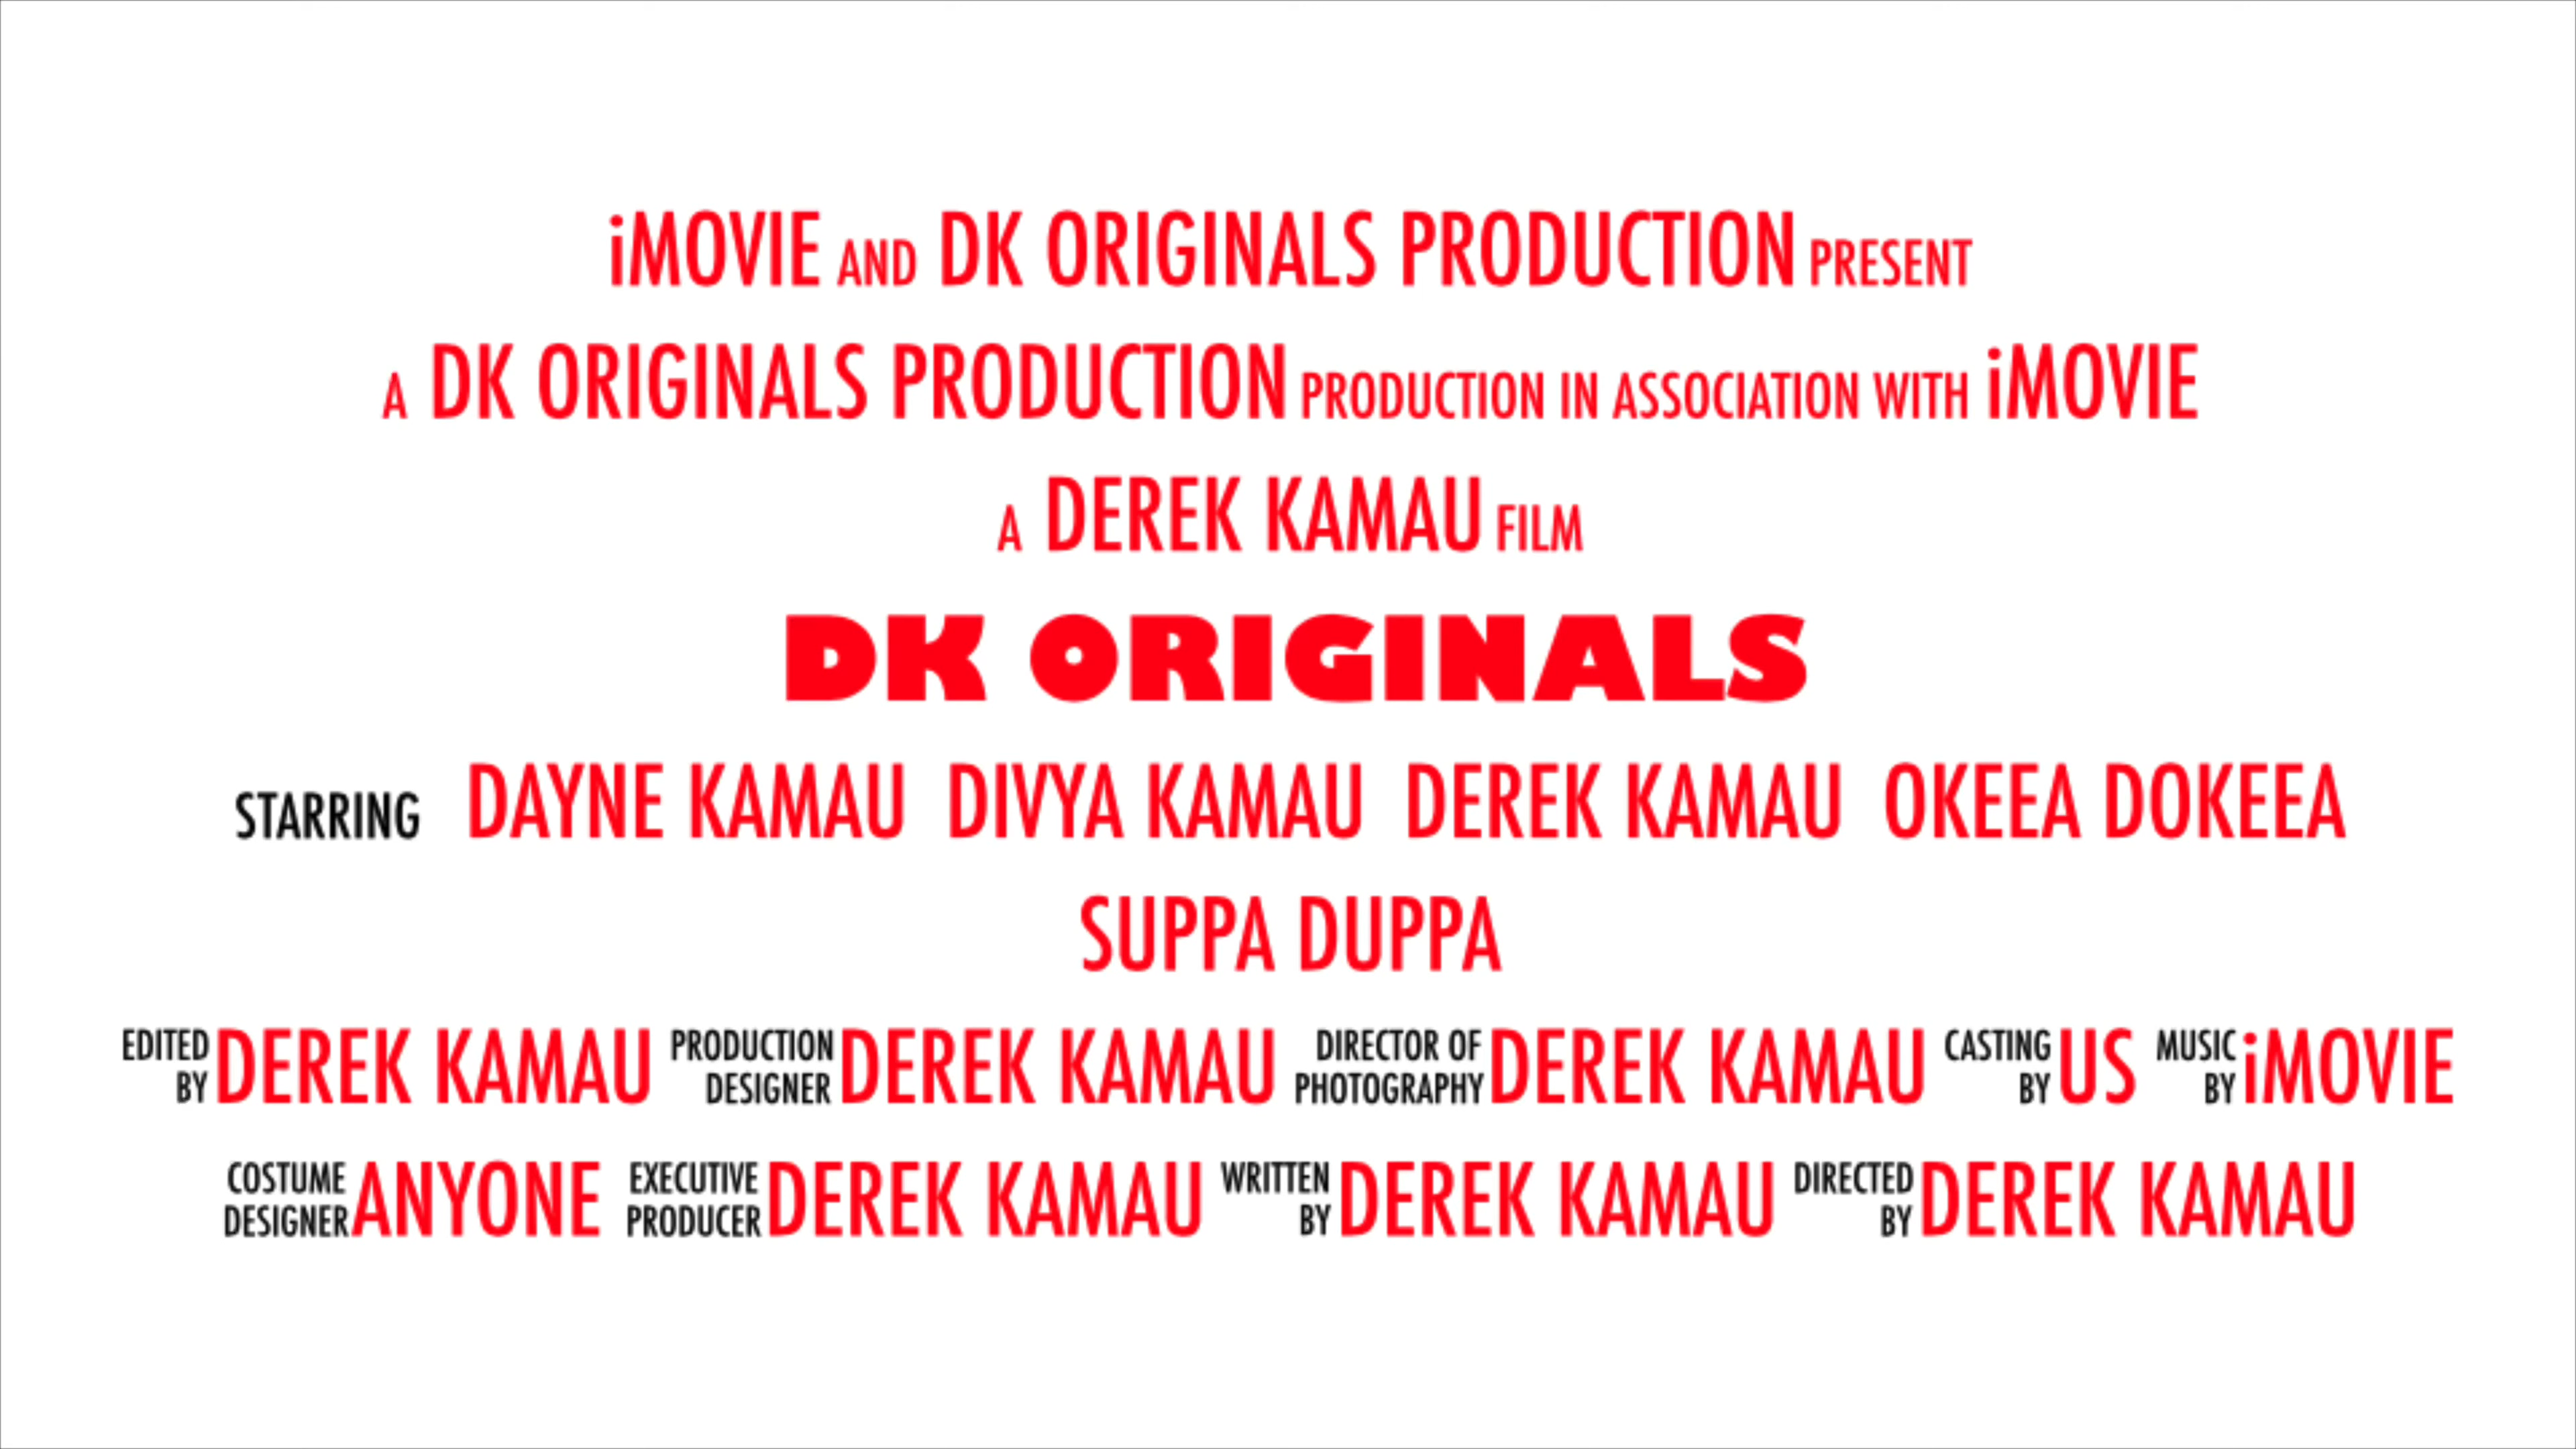 iMOVIE AND DK ORIGINALS PRODUCTION PRESENT
A DK ORIGINALS PRODUCTION PRODUCTION IN ASSOCIATION WITH iMOVIE
A DEREK KAMAU FILM
DK ORIGINALS
STARRING DAYNE KAMAU DIVYA KAMAU DEREK KAMAU OKEEA DOKEEA
SUPPA DUPPA
EDITED BY DEREK KAMAU PRODUCTION DESIGNER DEREK KAMAU DIRECTOR OF PHOTOGRAPHY DEREK KAMAU CASTING BY US MUSIC BY iMOVIE
COSTUME DESIGNER ANYONE EXECUTIVE PRODUCER DEREK KAMAU WRITTEN BY DEREK KAMAU DIRECTED BY DEREK KAMAU